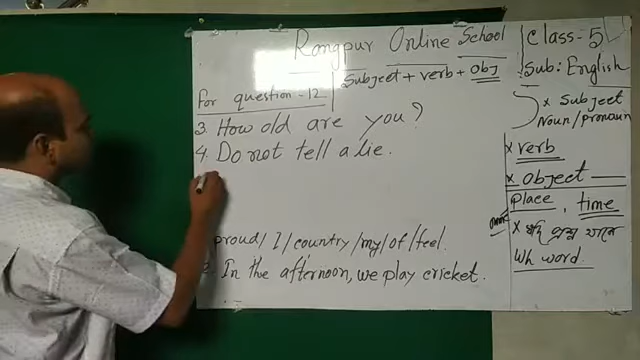 Rangpur Online School
Class-5
Sub: English
Subject + verb + Obj
For question - 12
3. How old are you?
4. Do not tell a lie.
proud/I/country/my/of/feel.
In the afternoon, we play cricket.
x Subject
Noun/pronoun
x verb
x object
place, time
x যদি প্রশ্ন থাকে
Wh word.